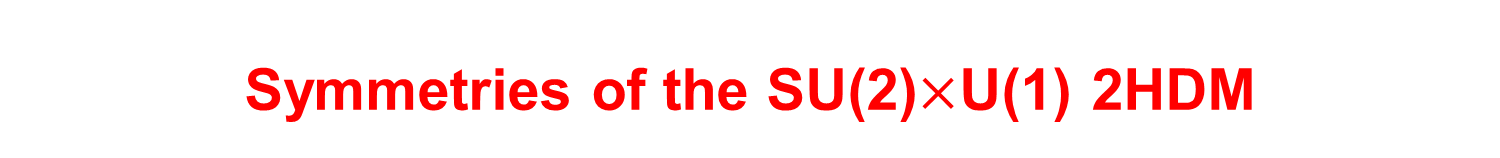 Symmetries of the SU(2)×U(1) 2HDM